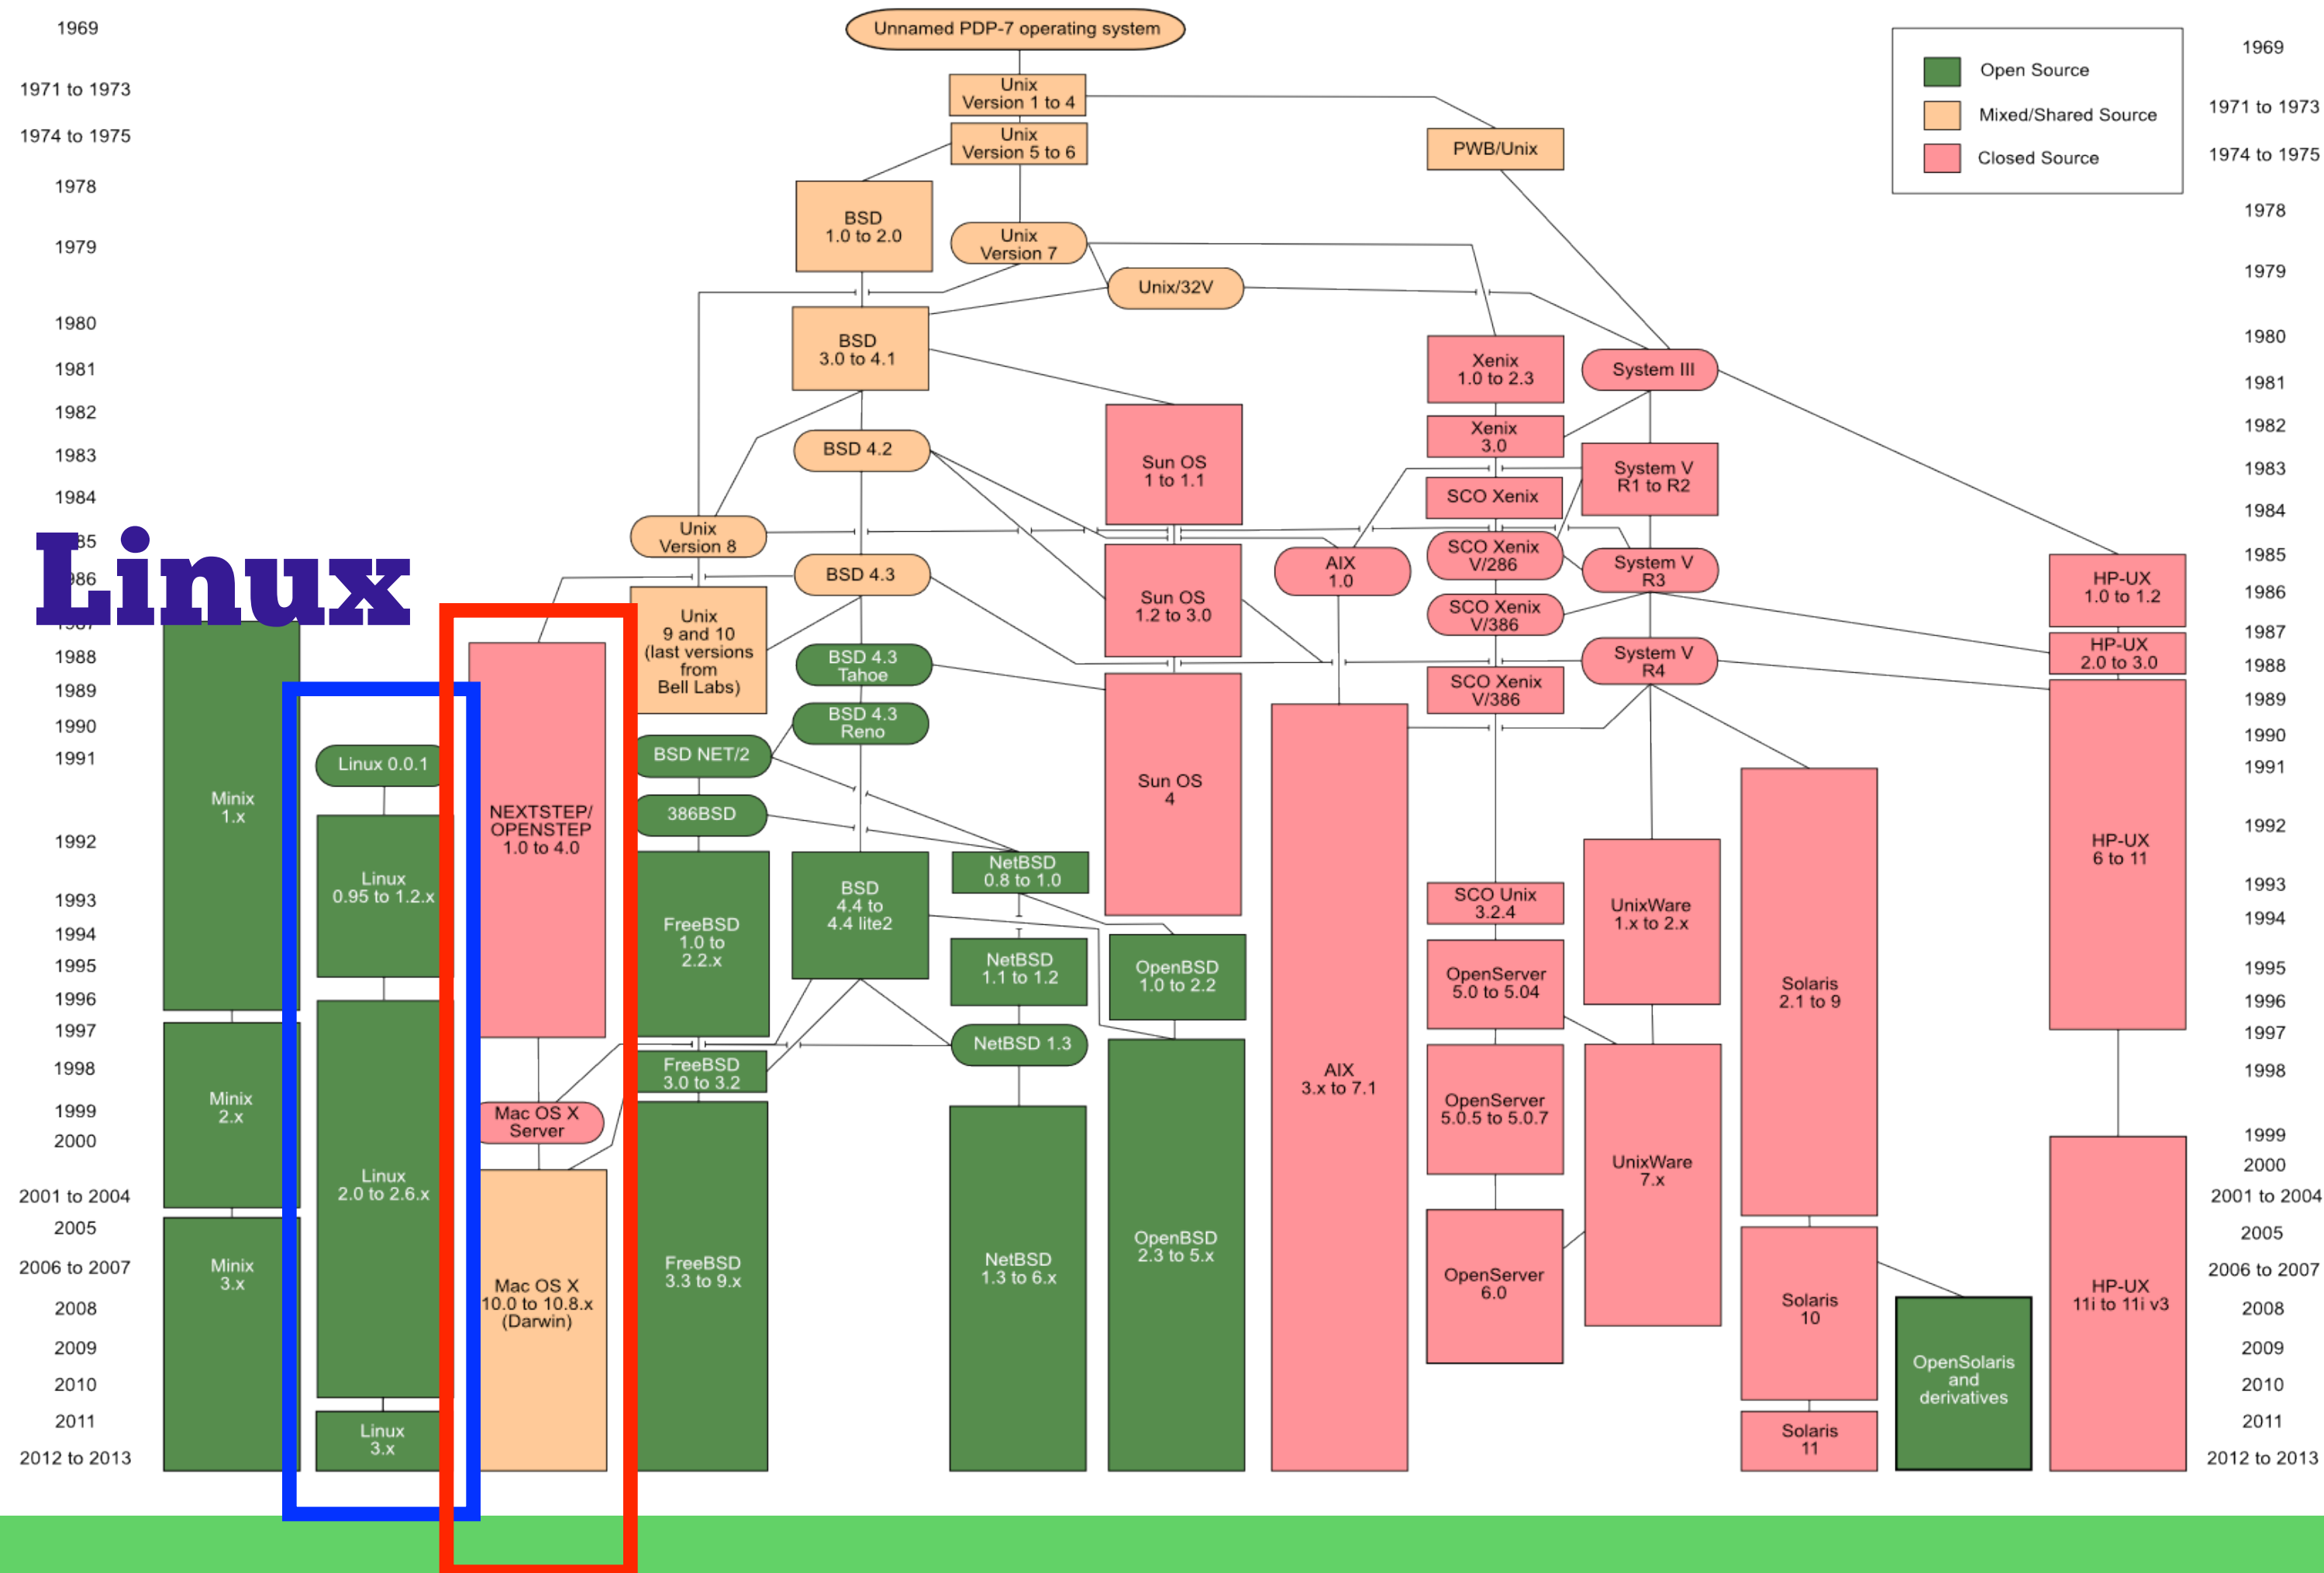 1969
1971 to 1973
1974 to 1975
1978
1979
1980
1981
1982
1983
1984
85
986
1987
1988
1989
1990
1991
1992
1993
1994
1995
1996
1997
1998
1999
2000
2001 to 2004
2005
2006 to 2007
2008
2009
2010
2011
2012 to 2013
Linux
Unnamed PDP-7 operating system
Unix
Version 1 to 4
Unix
Version 5 to 6
PWB/Unix
BSD
1.0 to 2.0
Unix
Version 7
Unix/32V
BSD
3.0 to 4.1
Xenix
1.0 to 2.3
System III
Xenix
3.0
BSD 4.2
Sun OS
1 to 1.1
System V
R1 to R2
SCO Xenix
Unix
Version 8
SCO Xenix
V/286
AIX
1.0
System V
R3
BSD 4.3
HP-UX
1.0 to 1.2
Sun OS
1.2 to 3.0
SCO Xenix
V/386
Unix
9 and 10
(last versions
from
Bell Labs)
BSD 4.3
Tahoe
System V
R4
HP-UX
2.0 to 3.0
SCO Xenix
V/386
BSD 4.3
Reno
BSD NET/2
Linux 0.0.1
Minix
1.x
NEXTSTEP/
OPENSTEP
1.0 to 4.0
386BSD
Sun OS
4
HP-UX
6 to 11
NetBSD
0.8 to 1.0
Linux
0.95 to 1.2.x
BSD
4.4 to
4.4 lite2
SCO Unix
3.2.4
UnixWare
1.x to 2.x
FreeBSD
1.0 to
2.2.x
NetBSD
1.1 to 1.2
OpenBSD
1.0 to 2.2
OpenServer
5.0 to 5.04
Solaris
2.1 to 9
NetBSD 1.3
FreeBSD
3.0 to 3.2
AIX
3.x to 7.1
Minix
2.x
Mac OS X
Server
OpenServer
5.0.5 to 5.0.7
UnixWare
7.x
Linux
2.0 to 2.6.x
Minix
3.x
Mac OS X
10.0 to 10.8.x
(Darwin)
FreeBSD
3.3 to 9.x
NetBSD
1.3 to 6.x
OpenBSD
2.3 to 5.x
OpenServer
6.0
Solaris
10
OpenSolaris
and
derivatives
HP-UX
11i to 11i v3
Linux
3.x
Solaris
11
Open Source
Mixed/Shared Source
Closed Source
1969
1971 to 1973
1974 to 1975
1978
1979
1980
1981
1982
1983
1984
1985
1986
1987
1988
1989
1990
1991
1992
1993
1994
1995
1996
1997
1998
1999
2000
2001 to 2004
2005
2006 to 2007
2008
2009
2010
2011
2012 to 2013